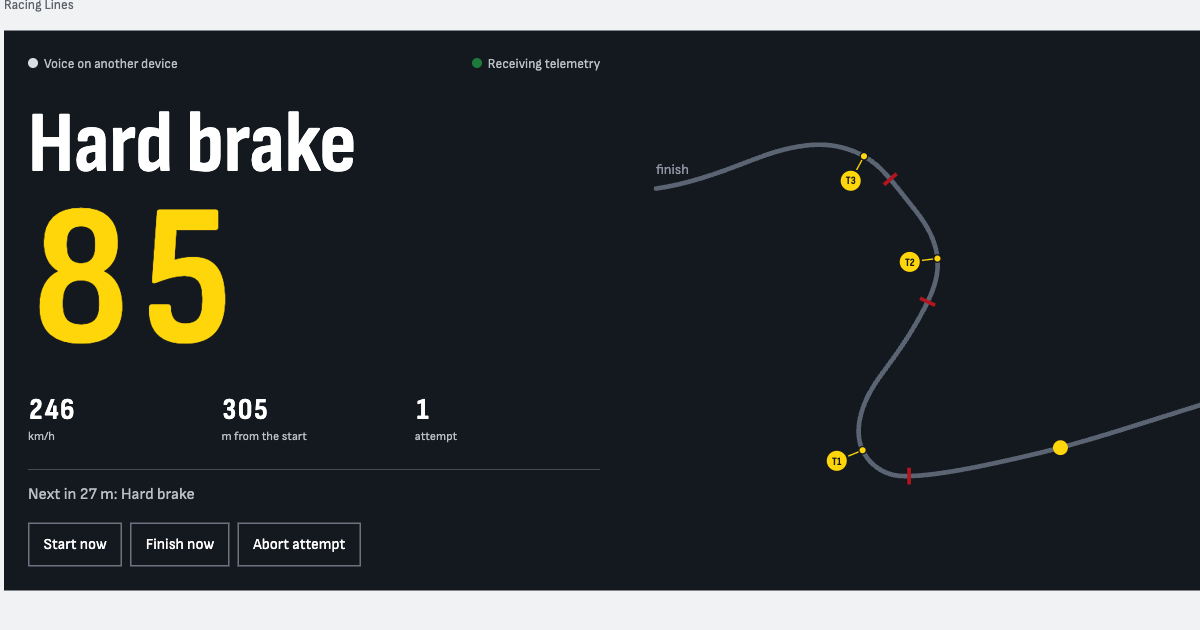 Racing Lines
Voice on another device
Receiving telemetry
Hard brake
85
246
km/h
305
m from the start
1
attempt
Next in 27 m: Hard brake
Start now
Finish now
Abort attempt
finish
T3
T2
T1